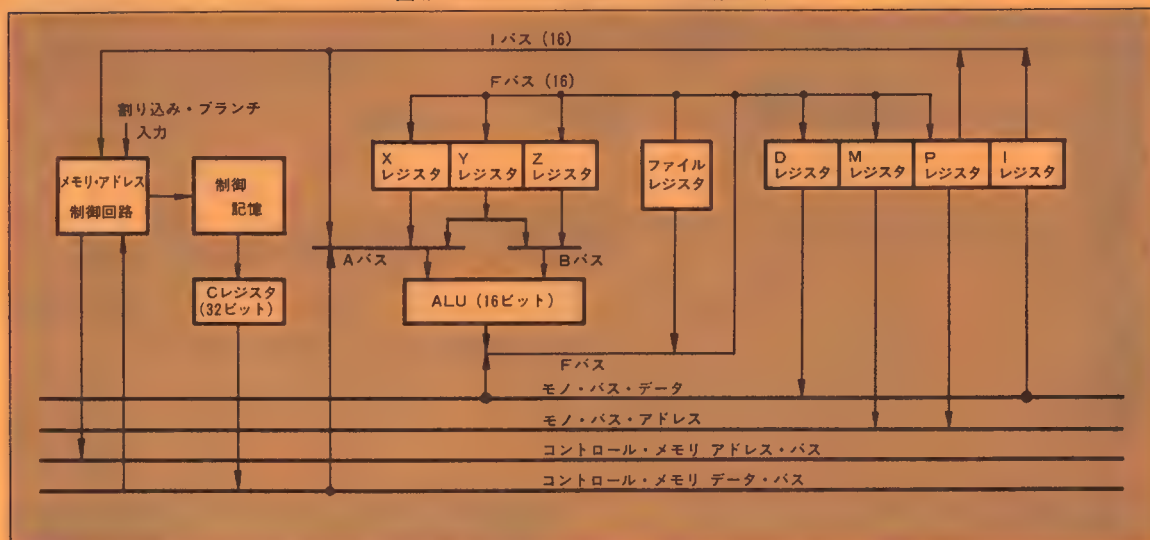 Iバス (16)
Fバス (16)
割り込み・ブランチ
入力
メモリ・アドレス
制御回路
制御
記憶
Cレジスタ
(32ビット)
X
レジスタ
Y
レジスタ
Z
レジスタ
ファイル
レジスタ
D
レジスタ
M
レジスタ
P
レジスタ
I
レジスタ
Aバス
Bバス
ALU (16ビット)
Fバス
モノ・バス・データ
モノ・バス・アドレス
コントロール・メモリ アドレス・バス
コントロール・メモリ データ・バス